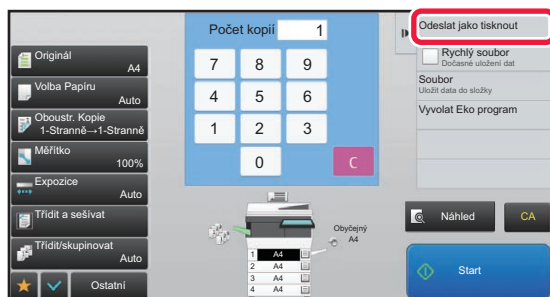 Originál
A4
Volba Papíru
Auto
Oboustr. Kopie
1-Stranně→1-Stranně
Měřítko
100%
Expozice
Auto
Třídit a sešívat
Třídit/skupinovat
Auto
Ostatní
Počet kopií 1
7 8 9
4 5 6
1 2 3
0 C
Obyčejný
A4
1 A4
2 A4
3 A4
4 A4
Odeslat jako tisknout
Rychlý soubor
Dočasné uložení dat
Soubor
Uložit data do složky
Vyvolat Eko program
Náhled
CA
Start